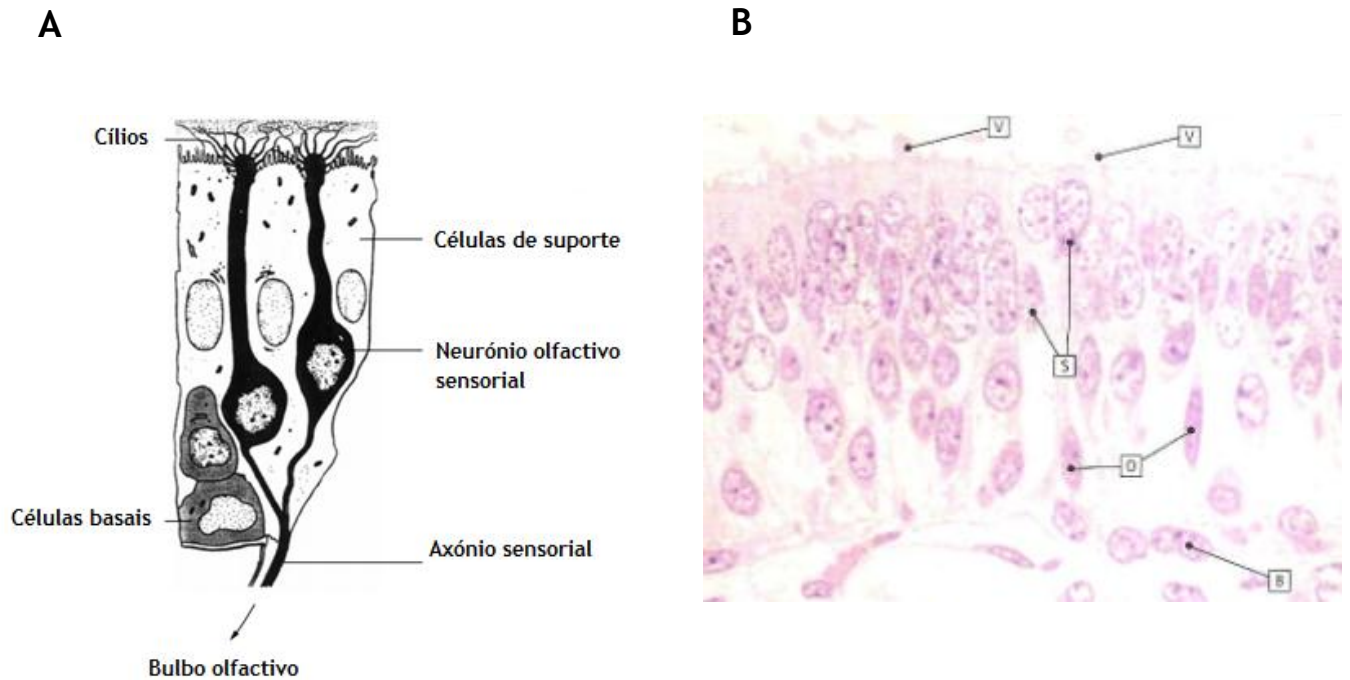 A
B
Cílios
Células de suporte
Neurónio olfactivo
sensorial
Células basais
Axónio sensorial
Bulbo olfactivo
V
V
S
O
B